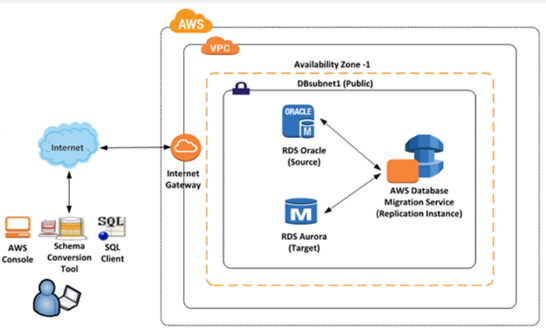 AWS
VPC
Availability Zone -1
DBsubnet1 (Public)
ORACLE
M
RDS Oracle
(Source)
Internet
Internet
Gateway
AWS Database
Migration Service
(Replication Instance)
M
RDS Aurora
(Target)
SQL
AWS
Console
Schema
Conversion
Tool
SQL
Client